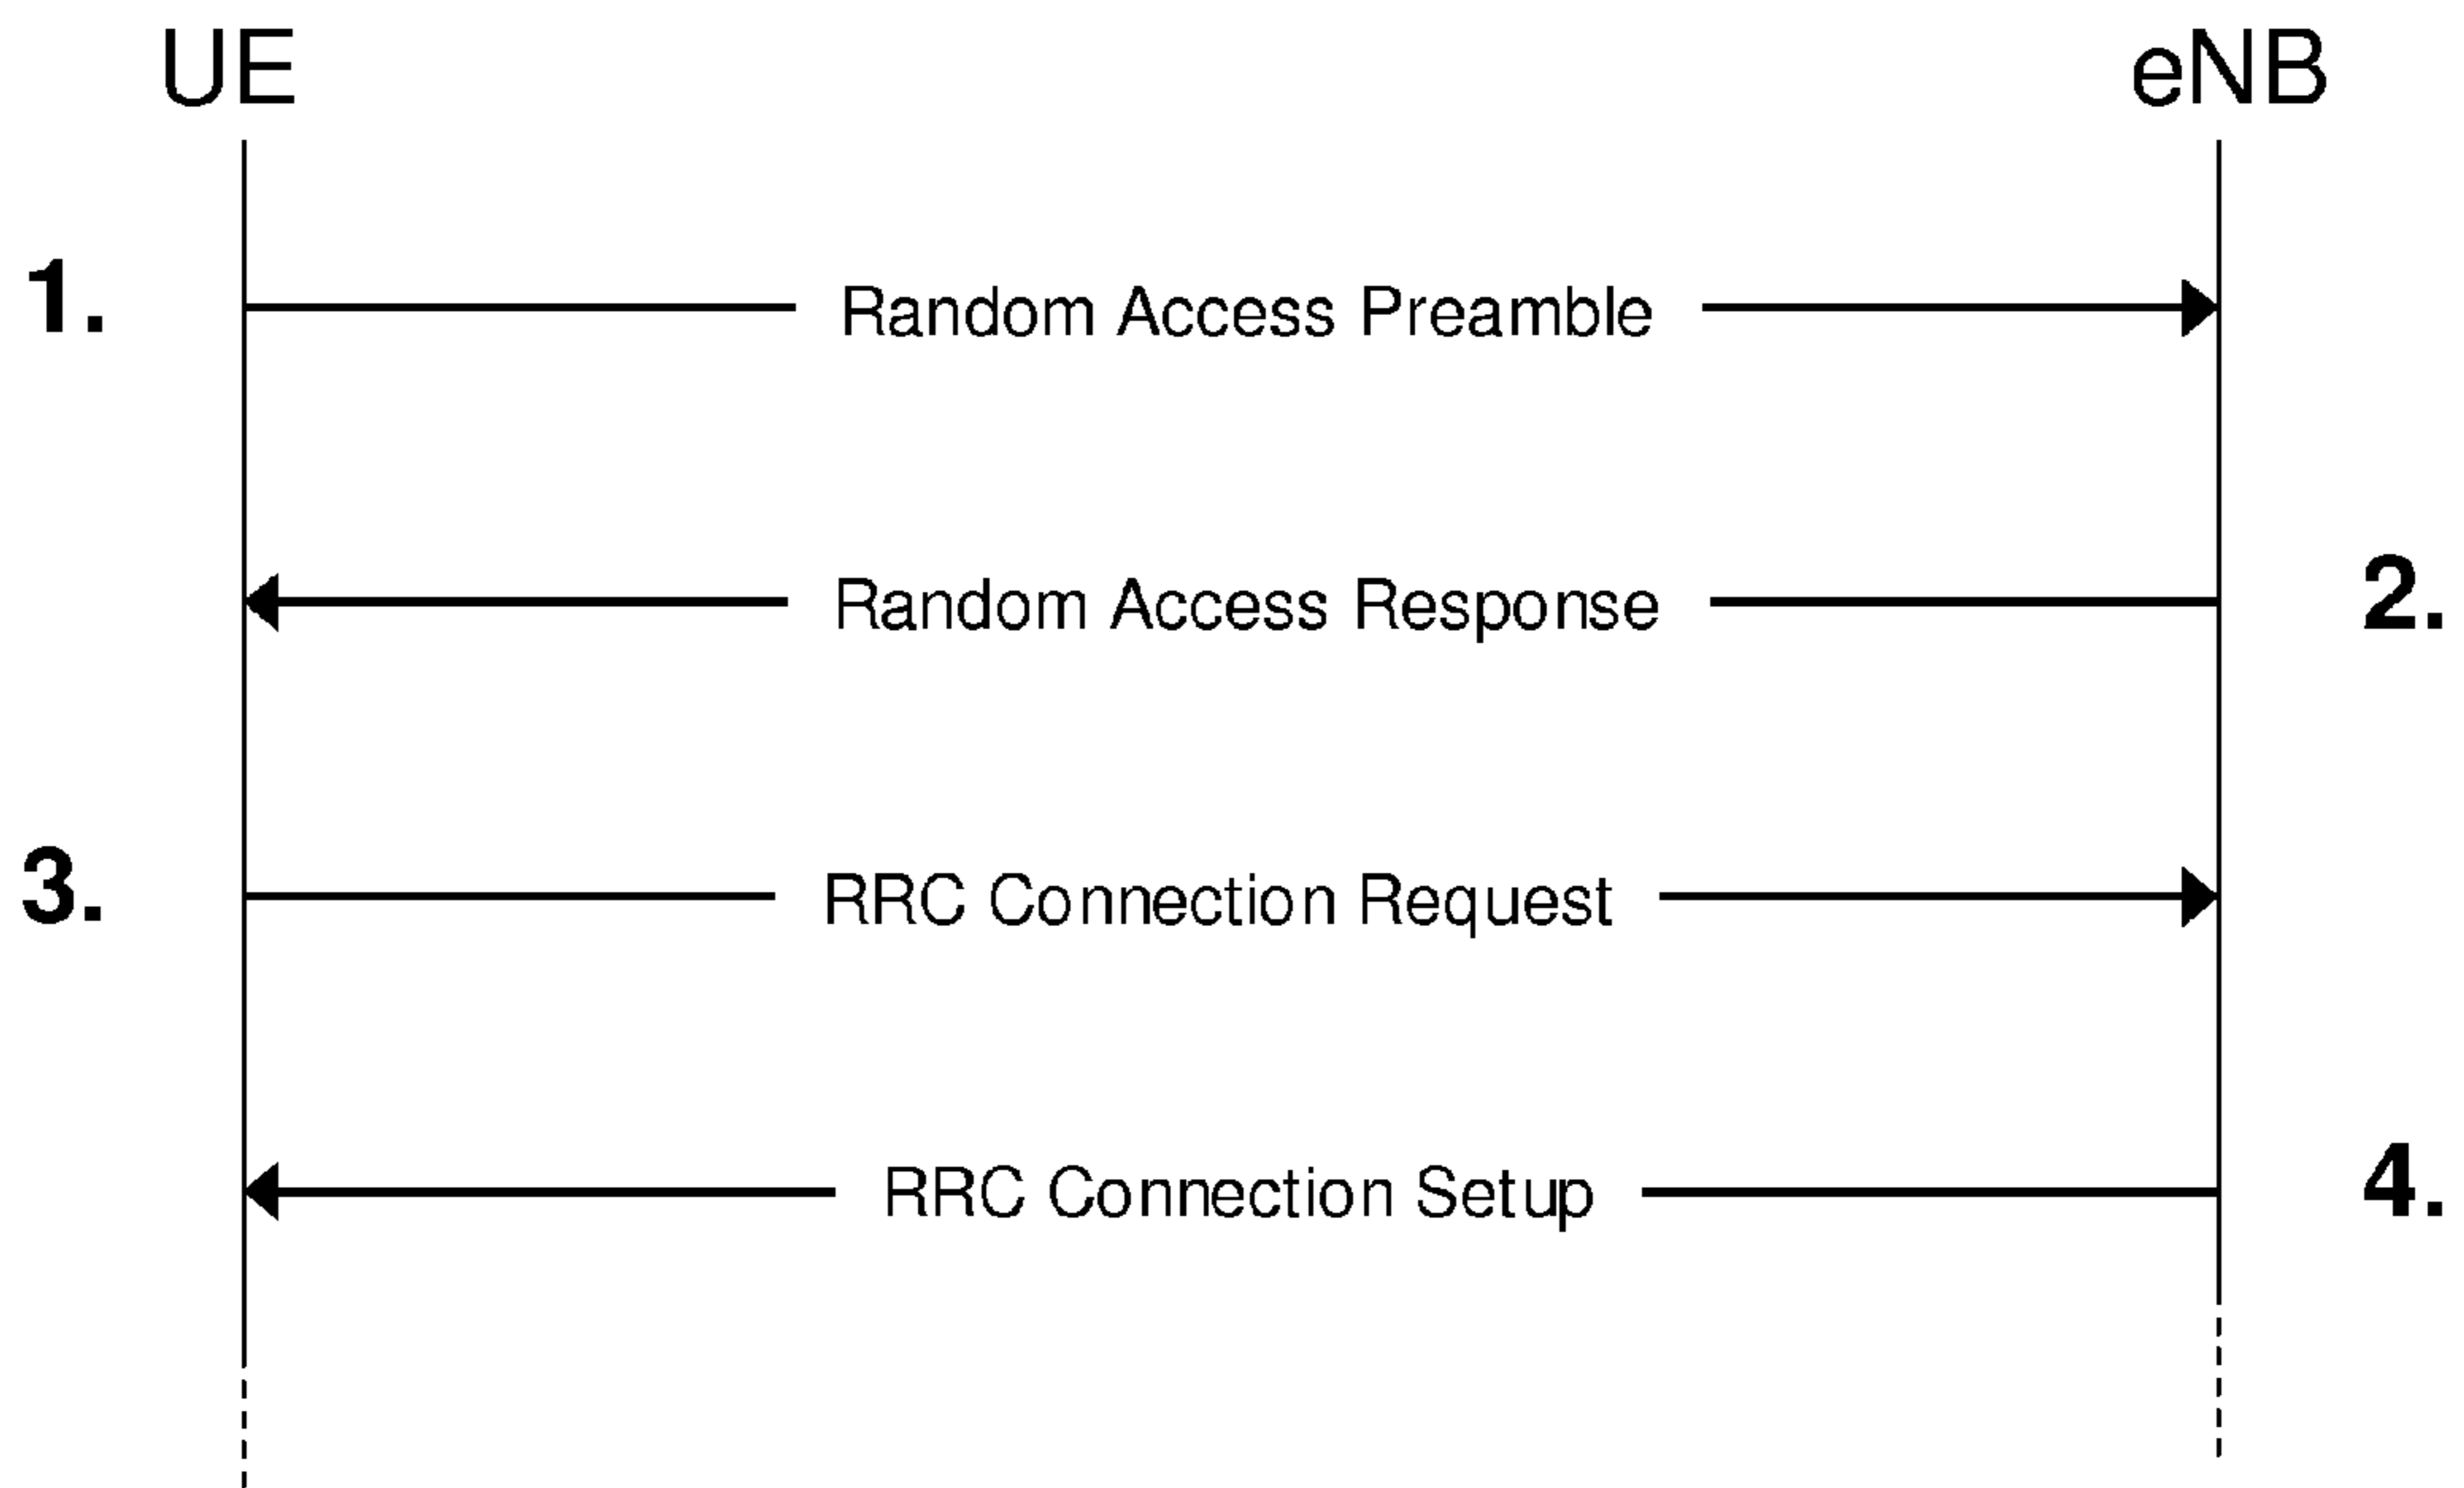 UE eNB
1. Random Access Preamble
Random Access Response 2.
3. RRC Connection Request
RRC Connection Setup 4.